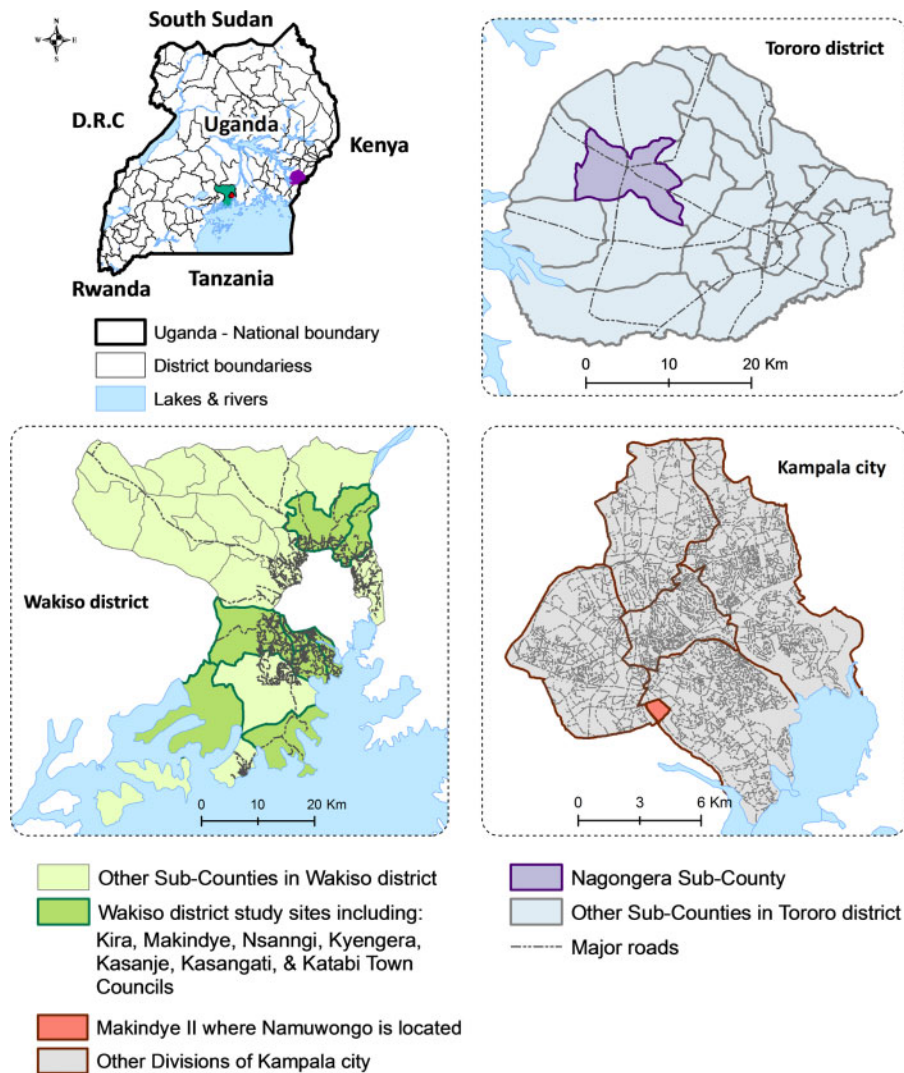 South Sudan
N
W
E
S
D.R.C
Uganda
Kenya
Rwanda
Tanzania
Uganda - National boundary
District boundariess
Lakes & rivers
Tororo district
0 10 20 Km
Wakiso district
0 10 20 Km
Kampala city
0 3 6 Km
Other Sub-Counties in Wakiso district
Wakiso district study sites including:
Kira, Makindye, Nsanngi, Kyengera,
Kasanje, Kasangati, & Katabi Town
Councils
Makindye II where Namuwongo is located
Other Divisions of Kampala city
Nagongera Sub-County
Other Sub-Counties in Tororo district
Major roads